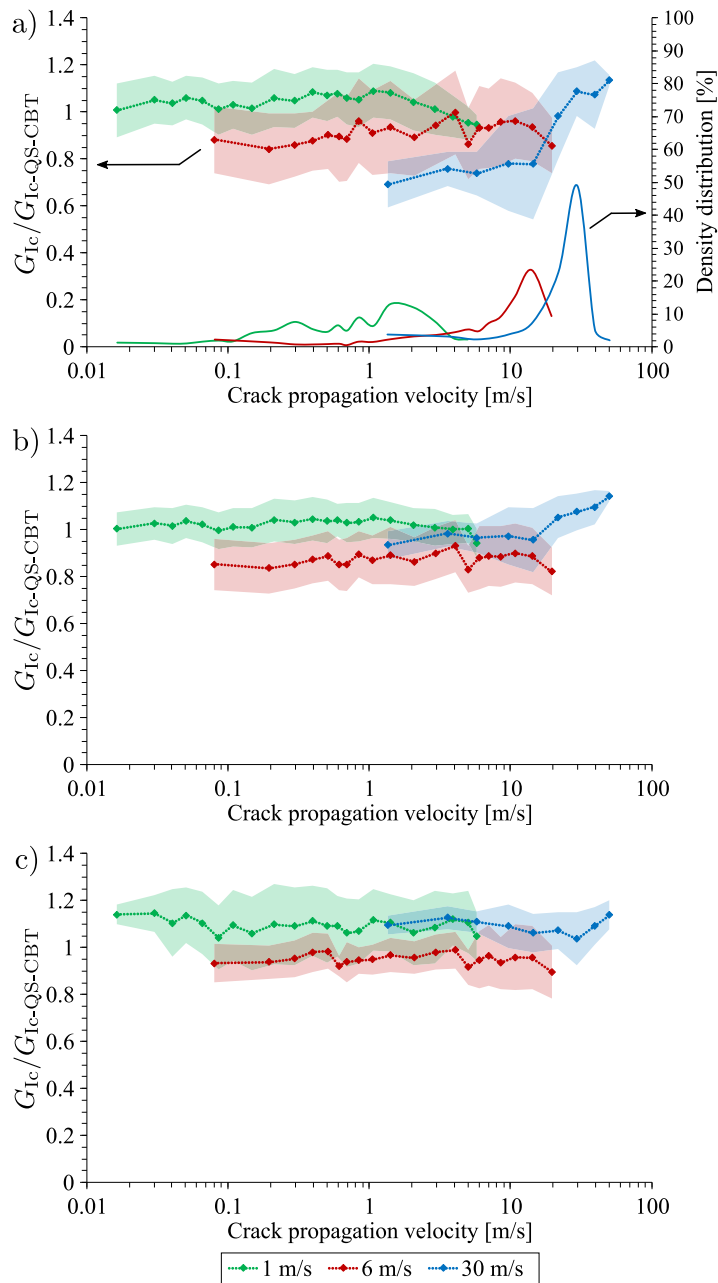 a)
1.4
1.2
1
0.8
0.6
0.4
0.2
0
G_Ic/G_Ic-QS-CBT
100
90
80
70
60
50
40
30
20
10
0
Density distribution [%]
0.01 0.1 1 10 100
Crack propagation velocity [m/s]
b)
1.4
1.2
1
0.8
0.6
0.4
0.2
0
G_Ic/G_Ic-QS-CBT
0.01 0.1 1 10 100
Crack propagation velocity [m/s]
c)
1.4
1.2
1
0.8
0.6
0.4
0.2
0
G_Ic/G_Ic-QS-CBT
0.01 0.1 1 10 100
Crack propagation velocity [m/s]
1 m/s 6 m/s 30 m/s